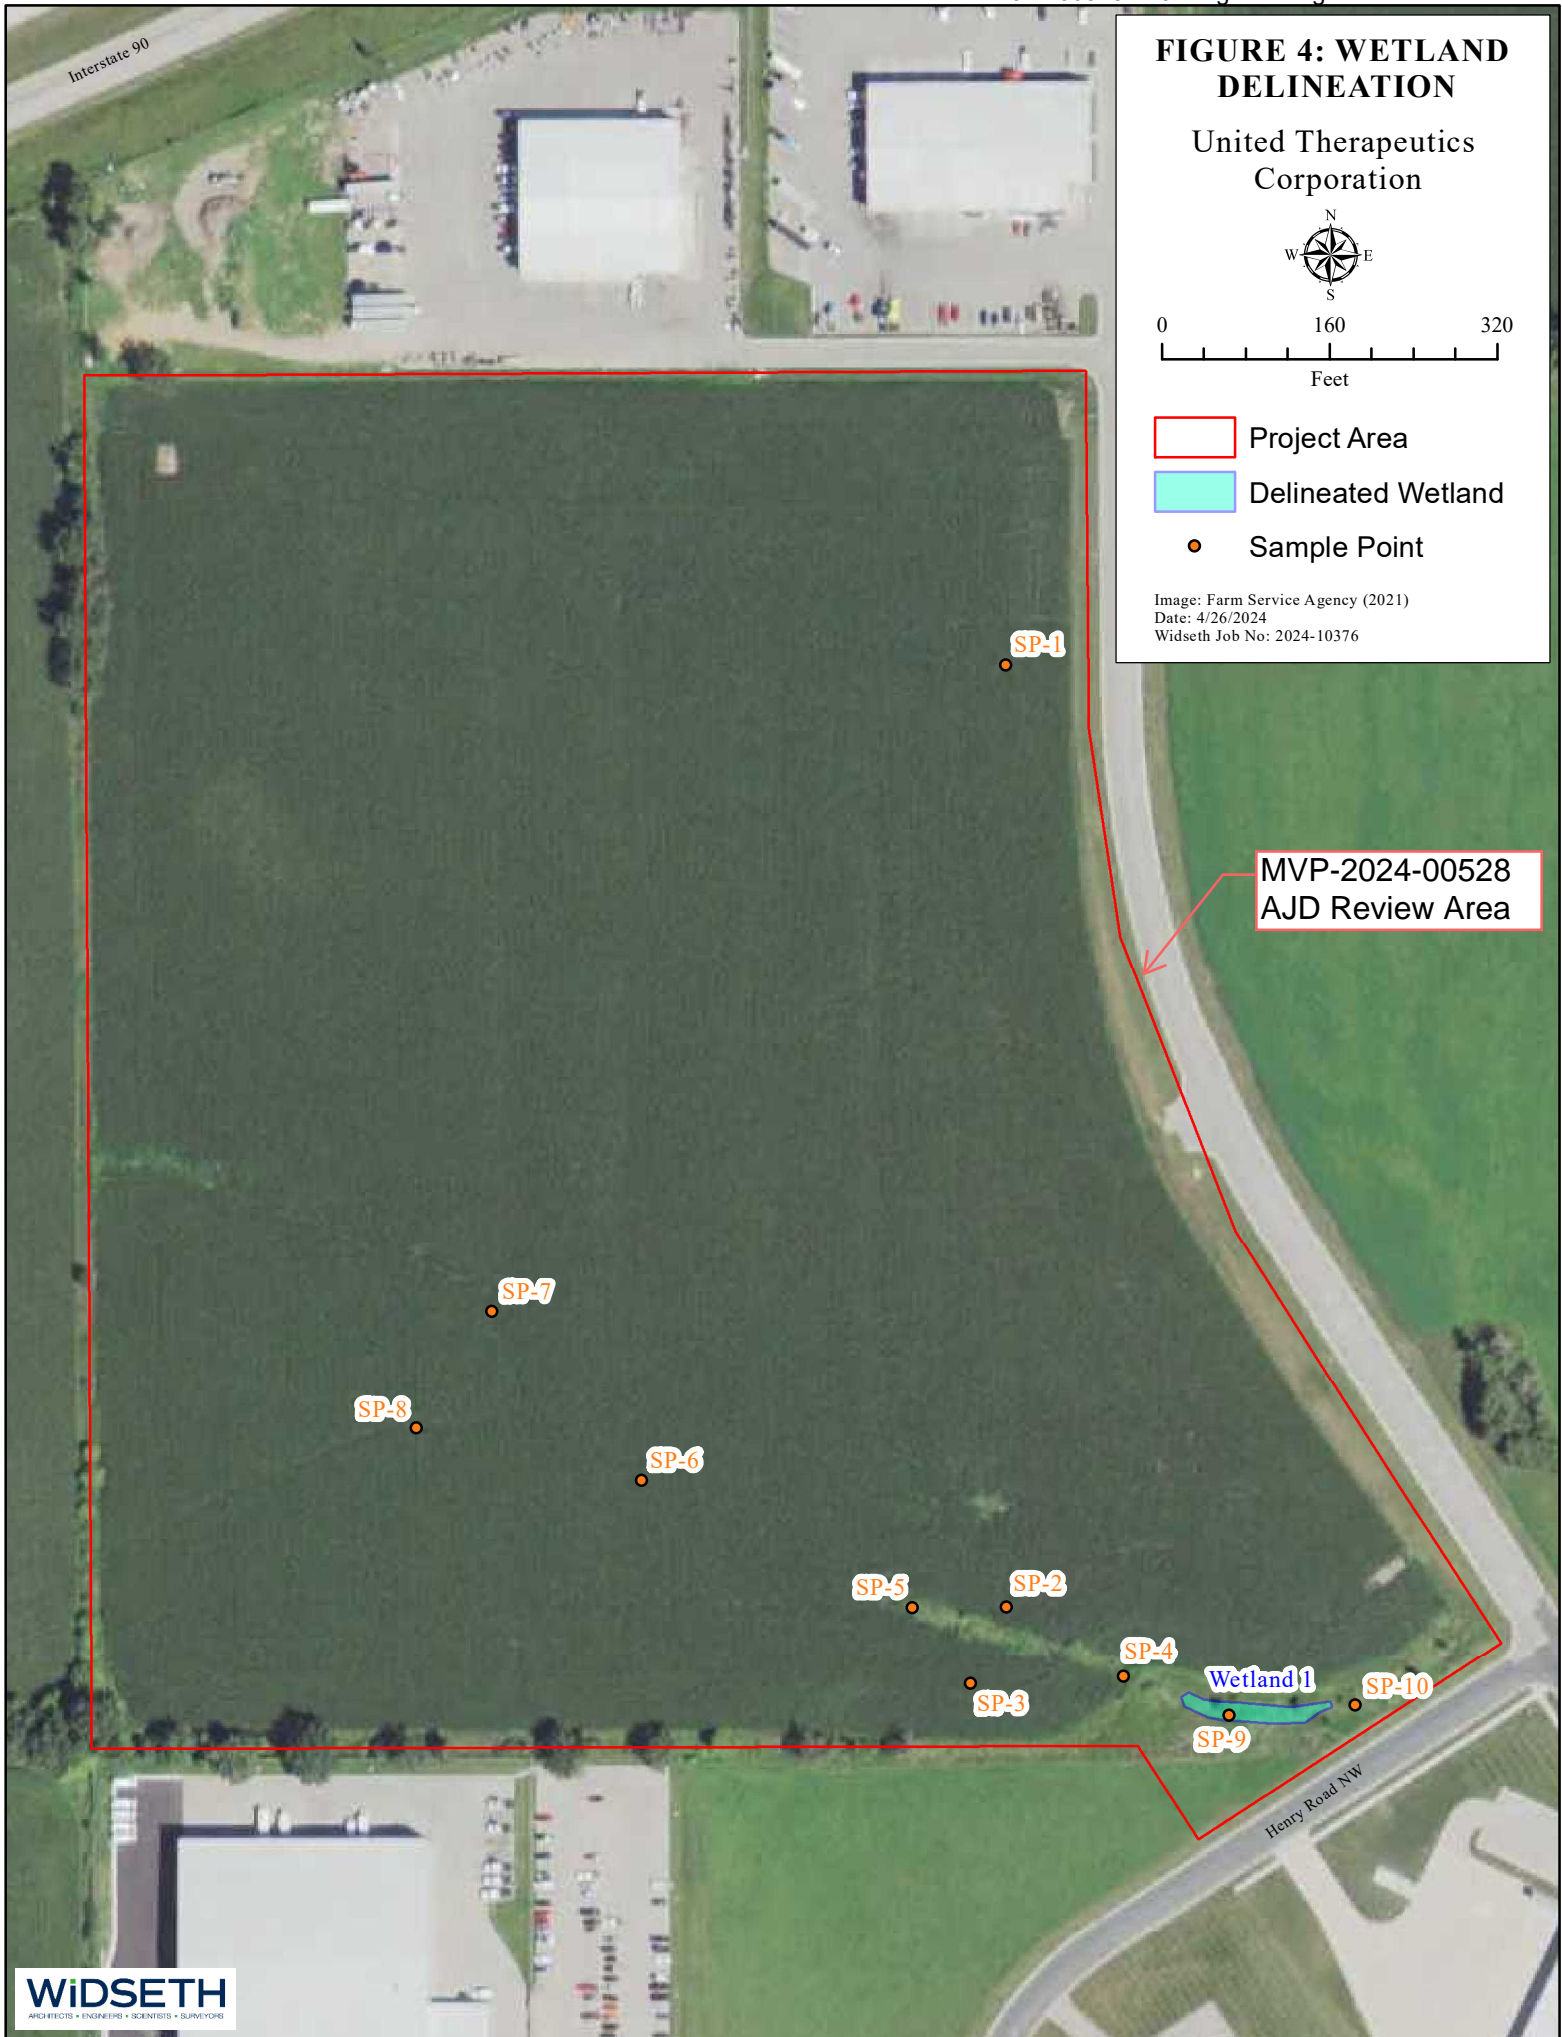 FIGURE 4: WETLAND
DELINEATION
United Therapeutics
Corporation
N
W E
S
0 160 320
Feet
Project Area
Delineated Wetland
Sample Point
Image: Farm Service Agency (2021)
Date: 4/26/2024
Widseth Job No: 2024-10376
Interstate 90
SP-1
MVP-2024-00528
AJD Review Area
SP-7
SP-8
SP-6
SP-5
SP-2
SP-4
Wetland 1
SP-3
SP-10
SP-9
Henry Road NW
WiDSETH
ARCHITECTS • ENGINEERS • SCIENTISTS • SURVEYORS